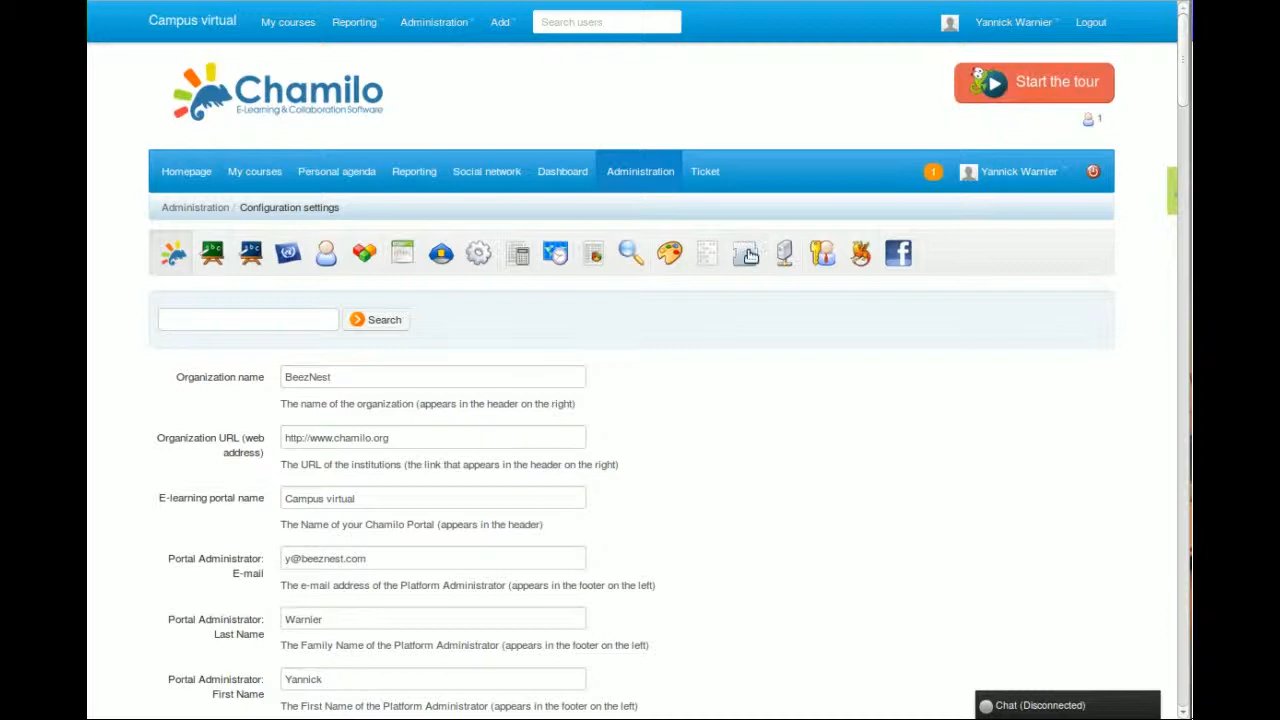 Campus virtual My courses Reporting Administration Add Search users Yannick Warnier Logout
Chamilo
E-Learning & Collaboration Software
Start the tour
1
Homepage My courses Personal agenda Reporting Social network Dashboard Administration Ticket 1 Yannick Warnier
Administration / Configuration settings
abc abc f
Search
Organization name BeezNest
The name of the organization (appears in the header on the right)
Organization URL (web address) http://www.chamilo.org
The URL of the institutions (the link that appears in the header on the right)
E-learning portal name Campus virtual
The Name of your Chamilo Portal (appears in the header)
Portal Administrator: E-mail y@beeznest.com
The e-mail address of the Platform Administrator (appears in the footer on the left)
Portal Administrator: Last Name Warnier
The Family Name of the Platform Administrator (appears in the footer on the left)
Portal Administrator: First Name Yannick
The First Name of the Platform Administrator (appears in the footer on the left)
Chat (Disconnected)